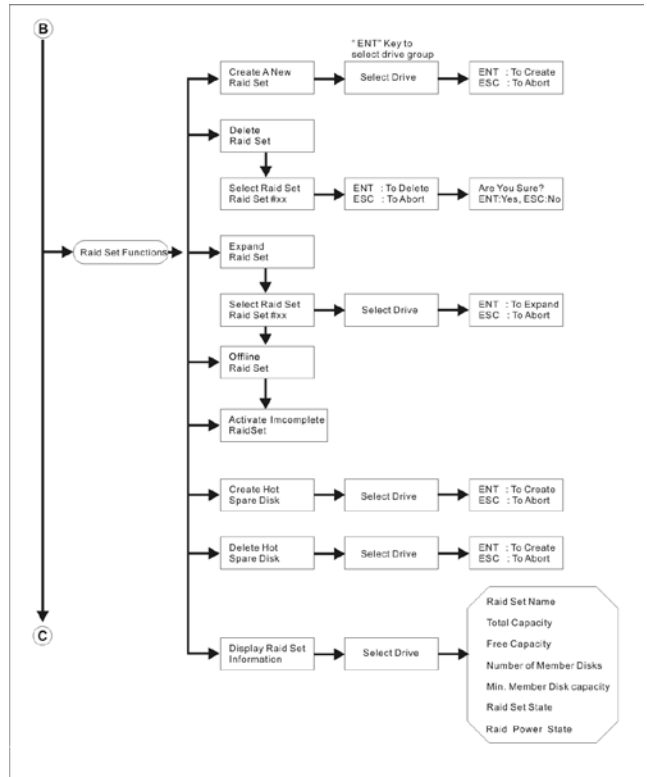 B
" ENT" Key to
select drive group
Create A New
Raid Set
Select Drive
ENT : To Create
ESC : To Abort
Delete
Raid Set
Select Raid Set
Raid Set #xx
ENT : To Delete
ESC : To Abort
Are You Sure?
ENT:Yes, ESC:No
Raid Set Functions
Expand
Raid Set
Select Raid Set
Raid Set #xx
Select Drive
ENT : To Expand
ESC : To Abort
Offline
Raid Set
Activate Imcomplete
RaidSet
Create Hot
Spare Disk
Select Drive
ENT : To Create
ESC : To Abort
Delete Hot
Spare Disk
Select Drive
ENT : To Create
ESC : To Abort
C
Display Raid Set
Information
Select Drive
Raid Set Name
Total Capacity
Free Capacity
Number of Member Disks
Min. Member Disk capacity
Raid Set State
Raid Power State